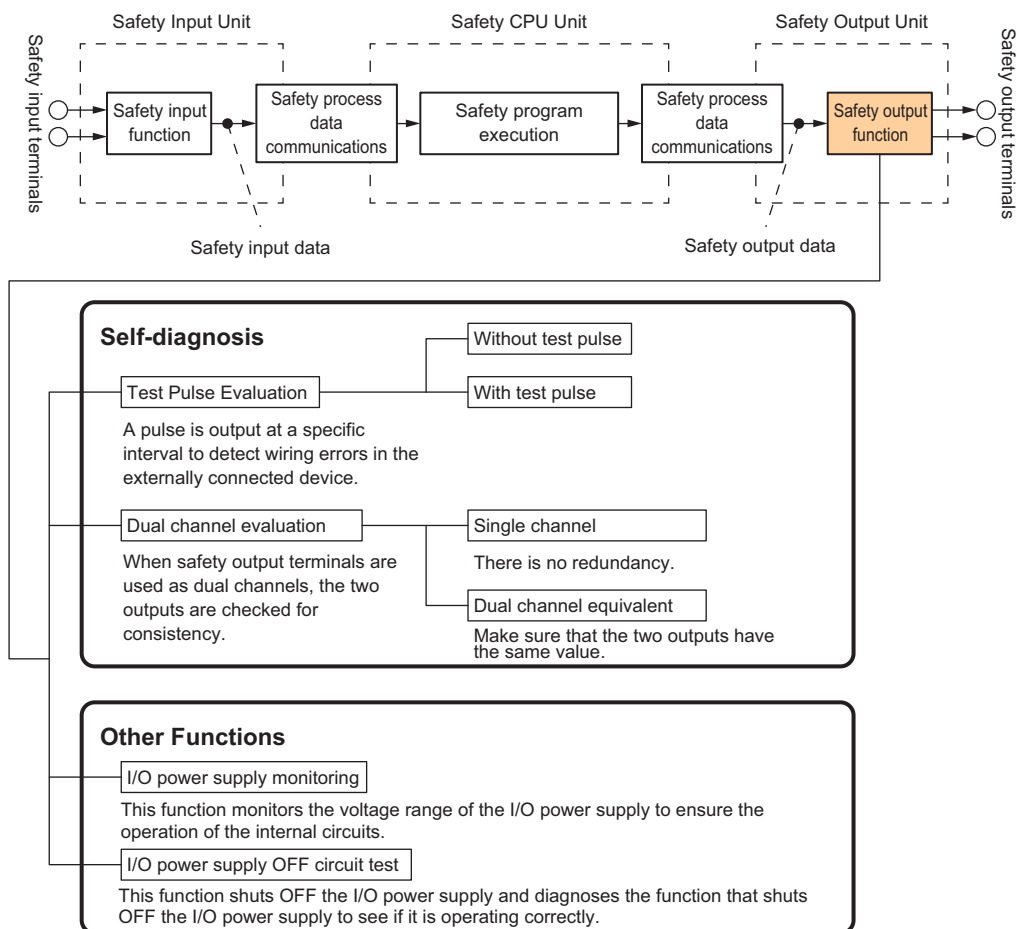 Safety Input Unit
Safety CPU Unit
Safety Output Unit
Safety input terminals
Safety input
function
Safety process
data
communications
Safety program
execution
Safety process
data
communications
Safety output
function
Safety output terminals
Safety input data
Safety output data
Self-diagnosis
Without test pulse
Test Pulse Evaluation
With test pulse
A pulse is output at a specific
interval to detect wiring errors in the
externally connected device.
Dual channel evaluation
Single channel
When safety output terminals are
used as dual channels, the two
outputs are checked for
consistency.
There is no redundancy.
Dual channel equivalent
Make sure that the two outputs have
the same value.
Other Functions
I/O power supply monitoring
This function monitors the voltage range of the I/O power supply to ensure the
operation of the internal circuits.
I/O power supply OFF circuit test
This function shuts OFF the I/O power supply and diagnoses the function that shuts
OFF the I/O power supply to see if it is operating correctly.